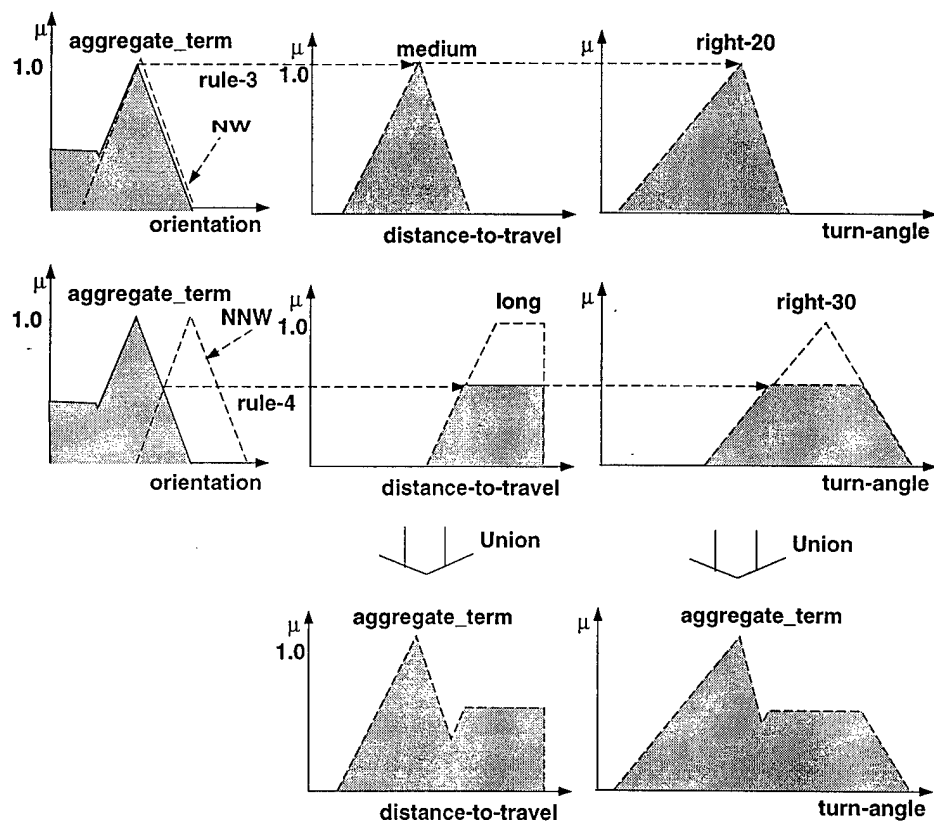 μ
aggregate_term
1.0
rule-3
NW
orientation
μ
medium
1.0
distance-to-travel
μ
right-20
turn-angle
μ
aggregate_term
1.0
NNW
rule-4
orientation
μ
long
1.0
distance-to-travel
μ
right-30
turn-angle
Union
Union
μ
aggregate_term
1.0
distance-to-travel
μ
aggregate_term
turn-angle